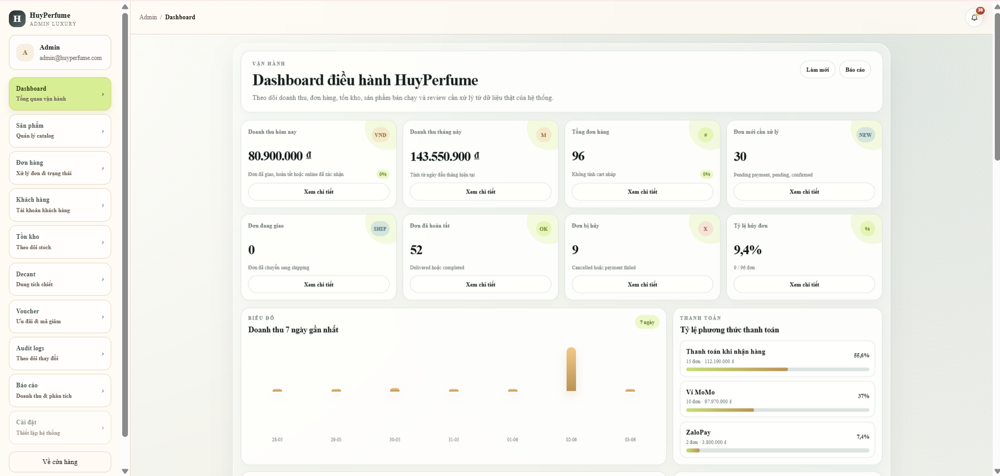 H
HuyPerfume
ADMIN LUXURY
A
Admin
admin@huyperfume.com
Dashboard
Tổng quan vận hành
›
Sản phẩm
Quản lý catalog
›
Đơn hàng
Xử lý đơn & trạng thái
›
Khách hàng
Tài khoản khách hàng
›
Tồn kho
Theo dõi stock
›
Decant
Dung tích chiết
›
Voucher
Ưu đãi & mã giảm
›
Audit logs
Theo dõi thay đổi
›
Báo cáo
Doanh thu & phân tích
›
Cài đặt
Thiết lập hệ thống
›
Về cửa hàng
Admin / Dashboard
30
VẬN HÀNH
Dashboard điều hành HuyPerfume
Theo dõi doanh thu, đơn hàng, tồn kho, sản phẩm bán chạy và review cần xử lý từ dữ liệu thật của hệ thống.
Làm mới
Báo cáo
Doanh thu hôm nay
VND
80.900.000 ₫
Đơn đã giao, hoàn tất hoặc online đã xác nhận
0%
Xem chi tiết
Doanh thu tháng này
M
143.550.900 ₫
Tính từ ngày đầu tháng hiện tại
Xem chi tiết
Tổng đơn hàng
#
96
Không tính cart nháp
0%
Xem chi tiết
Đơn mới cần xử lý
NEW
30
Pending payment, pending, confirmed
Xem chi tiết
Đơn đang giao
SHIP
0
Đơn đã chuyển sang shipping
Xem chi tiết
Đơn đã hoàn tất
OK
52
Delivered hoặc completed
Xem chi tiết
Đơn bị hủy
X
9
Cancelled hoặc payment failed
Xem chi tiết
Tỷ lệ hủy đơn
%
9,4%
9 / 96 đơn
Xem chi tiết
BIỂU ĐỒ
Doanh thu 7 ngày gần nhất
7 ngày
28-05
29-05
30-05
31-05
01-06
02-06
03-06
THANH TOÁN
Tỷ lệ phương thức thanh toán
Thanh toán khi nhận hàng
15 đơn · 112.190.000 ₫
55,6%
Ví MoMo
10 đơn · 97.970.900 ₫
37%
ZaloPay
2 đơn · 3.800.000 ₫
7,4%